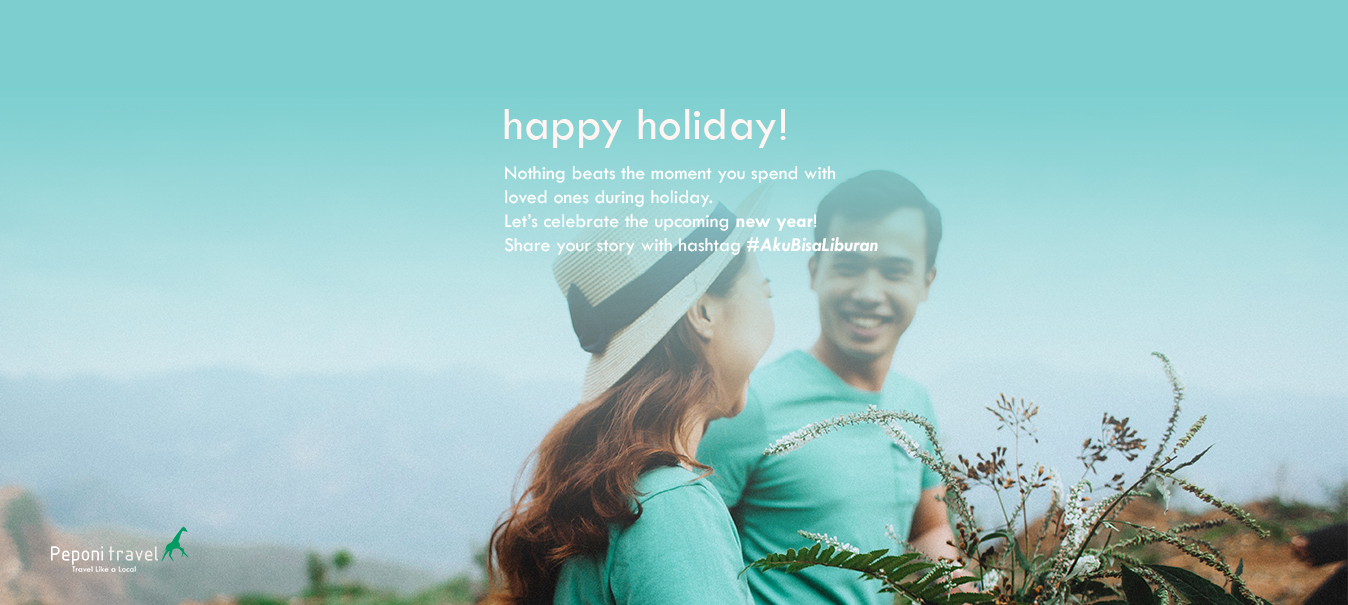 happy holiday!
Nothing beats the moment you spend with
loved ones during holiday.
Let's celebrate the upcoming new year!
Share your story with hashtag #AkuBisaLiburan
Peponi travel
Travel Like a Local